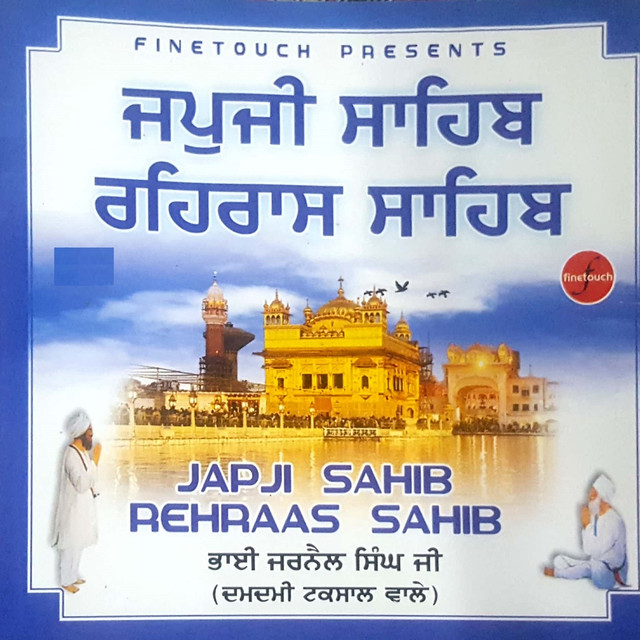 FINETOUCH PRESENTS
ਜਪੁਜੀ ਸਾਹਿਬ
ਰਹਿਰਾਸ ਸਾਹਿਬ
finetouch
JAPJI SAHIB
REHRAAS SAHIB
ਭਾਈ ਜਰਨੈਲ ਸਿੰਘ ਜੀ
(ਦਮਦਮੀ ਟਕਸਾਲ ਵਾਲੇ)